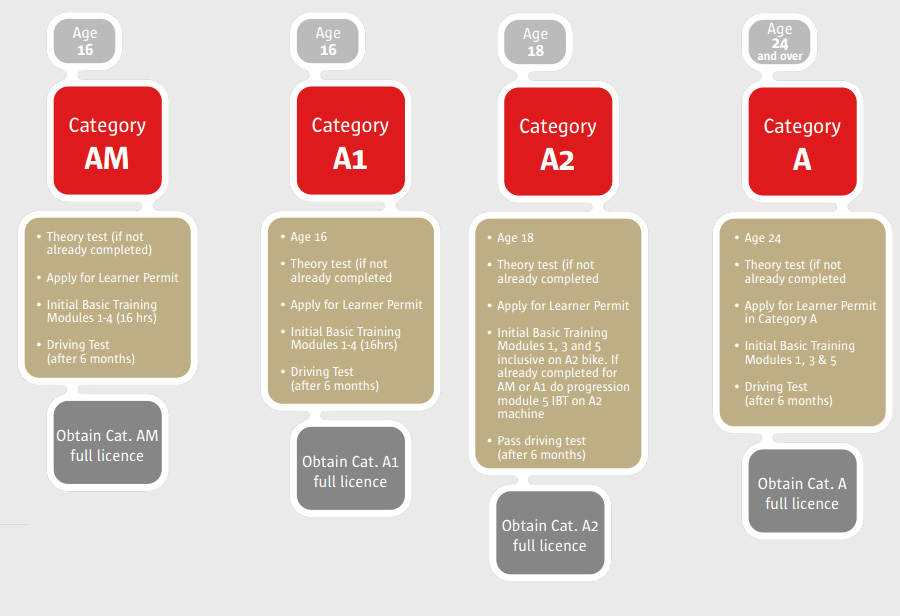 Age
16
Category
AM
• Theory test (if not
already completed)
• Apply for Learner Permit
• Initial Basic Training
Modules 1-4 (16 hrs)
• Driving Test
(after 6 months)
Obtain Cat. AM
full licence
Age
16
Category
A1
• Age 16
• Theory test (if not
already completed
• Apply for Learner Permit
• Initial Basic Training
Modules 1-4 (16hrs)
• Driving Test
(after 6 months)
Obtain Cat. A1
full licence
Age
18
Category
A2
• Age 18
• Theory test (if not
already completed
• Apply for Learner Permit
• Initial Basic Training
Modules 1, 3 and 5
inclusive on A2 bike. If
already completed for
AM or A1 do progression
module 5 IBT on A2
machine
• Pass driving test
(after 6 months)
Obtain Cat. A2
full licence
Age
24
and over
Category
A
• Age 24
• Theory test (if not
already completed
• Apply for Learner Permit
in Category A
• Initial Basic Training
Modules 1, 3 & 5
• Driving Test
(after 6 months)
Obtain Cat. A
full licence